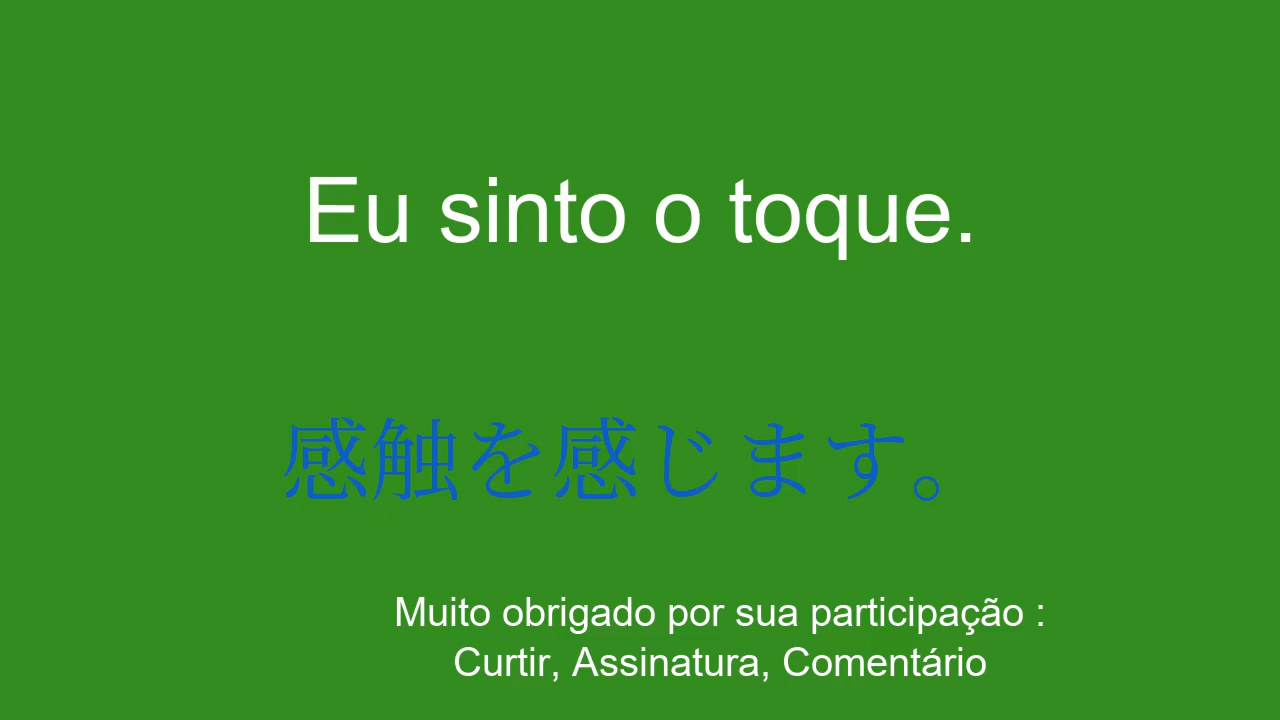 Eu sinto o toque.
感触を感じます。
Muito obrigado por sua participação :
Curtir, Assinatura, Comentário